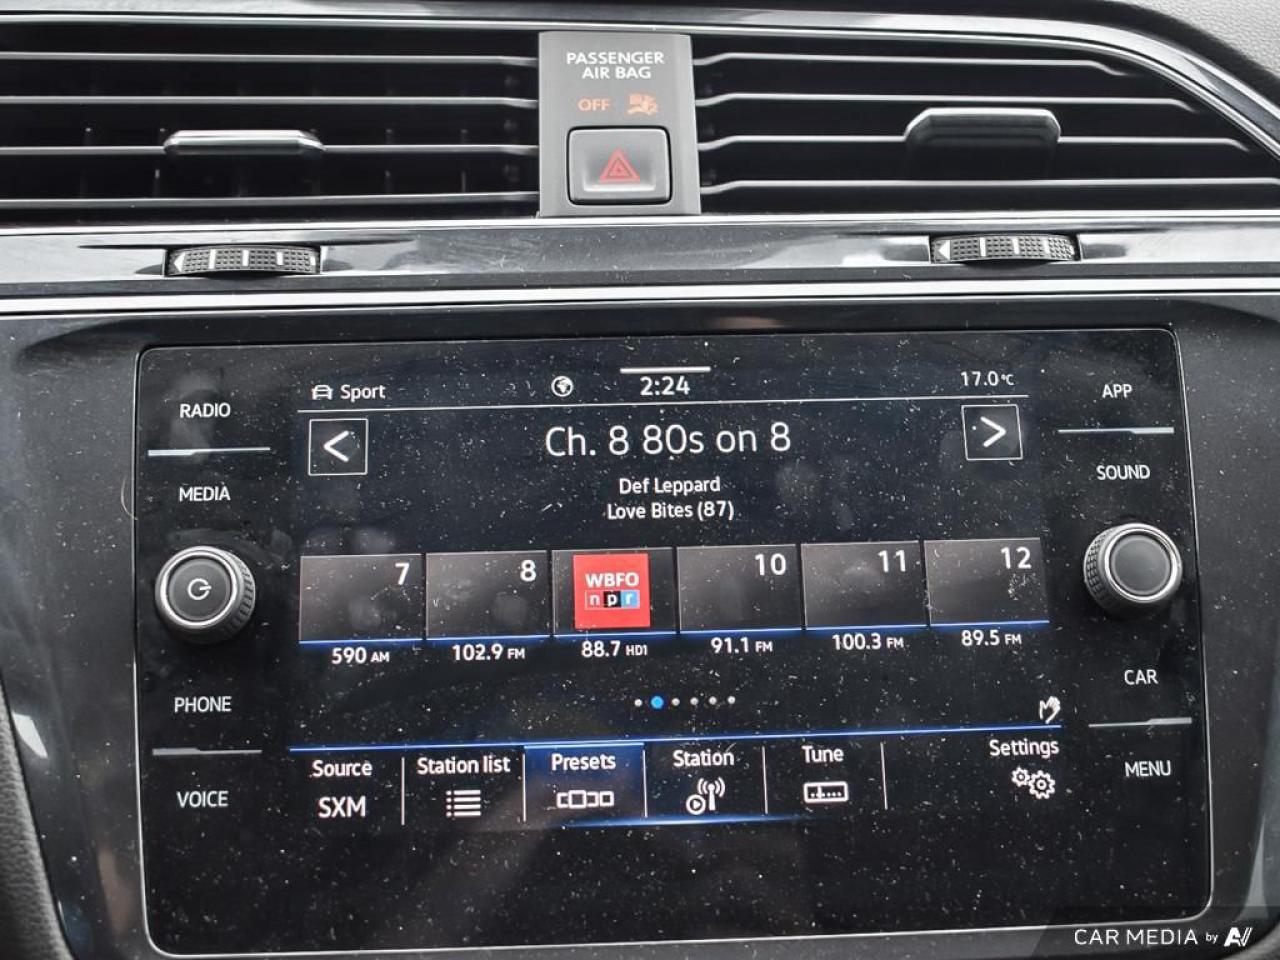 PASSENGER
AIR BAG
OFF
RADIO
MEDIA
PHONE
VOICE
Sport
2:24
17.0°C
<
Ch. 8 80s on 8
>
Def Leppard
Love Bites (87)
7
8
WBFO
npr
10
11
12
590 AM
102.9 FM
88.7 HD1
91.1 FM
100.3 FM
89.5 FM
Source
SXM
Station list
Presets
Station
Tune
Settings
APP
SOUND
CAR
MENU
CAR MEDIA by AV